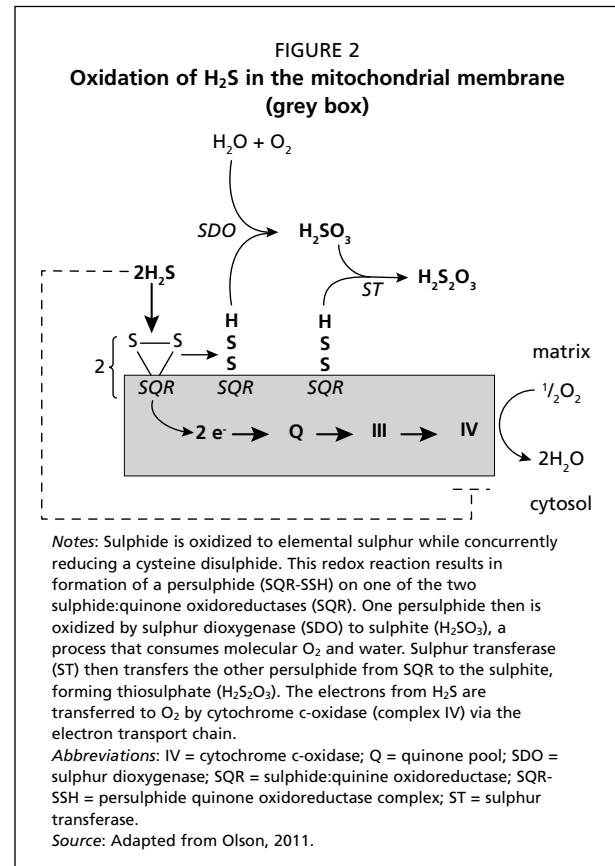 FIGURE 2
Oxidation of H₂S in the mitochondrial membrane
(grey box)
H₂O + O₂
SDO
H₂SO₃
2H₂S
ST
H₂S₂O₃
H
H
S
S
S
S
2
S
S
matrix
SQR
SQR
SQR
¹/₂O₂
2 e⁻
Q
III
IV
2H₂O
cytosol
Notes: Sulphide is oxidized to elemental sulphur while concurrently
reducing a cysteine disulphide. This redox reaction results in
formation of a persulphide (SQR-SSH) on one of the two
sulphide:quinone oxidoreductases (SQR). One persulphide then is
oxidized by sulphur dioxygenase (SDO) to sulphite (H₂SO₃), a
process that consumes molecular O₂ and water. Sulphur transferase
(ST) then transfers the other persulphide from SQR to the sulphite,
forming thiosulphate (H₂S₂O₃). The electrons from H₂S are
transferred to O₂ by cytochrome c-oxidase (complex IV) via the
electron transport chain.
Abbreviations: IV = cytochrome c-oxidase; Q = quinone pool; SDO =
sulphur dioxygenase; SQR = sulphide:quinine oxidoreductase; SQR-
SSH = persulphide quinone oxidoreductase complex; ST = sulphur
transferase.
Source: Adapted from Olson, 2011.